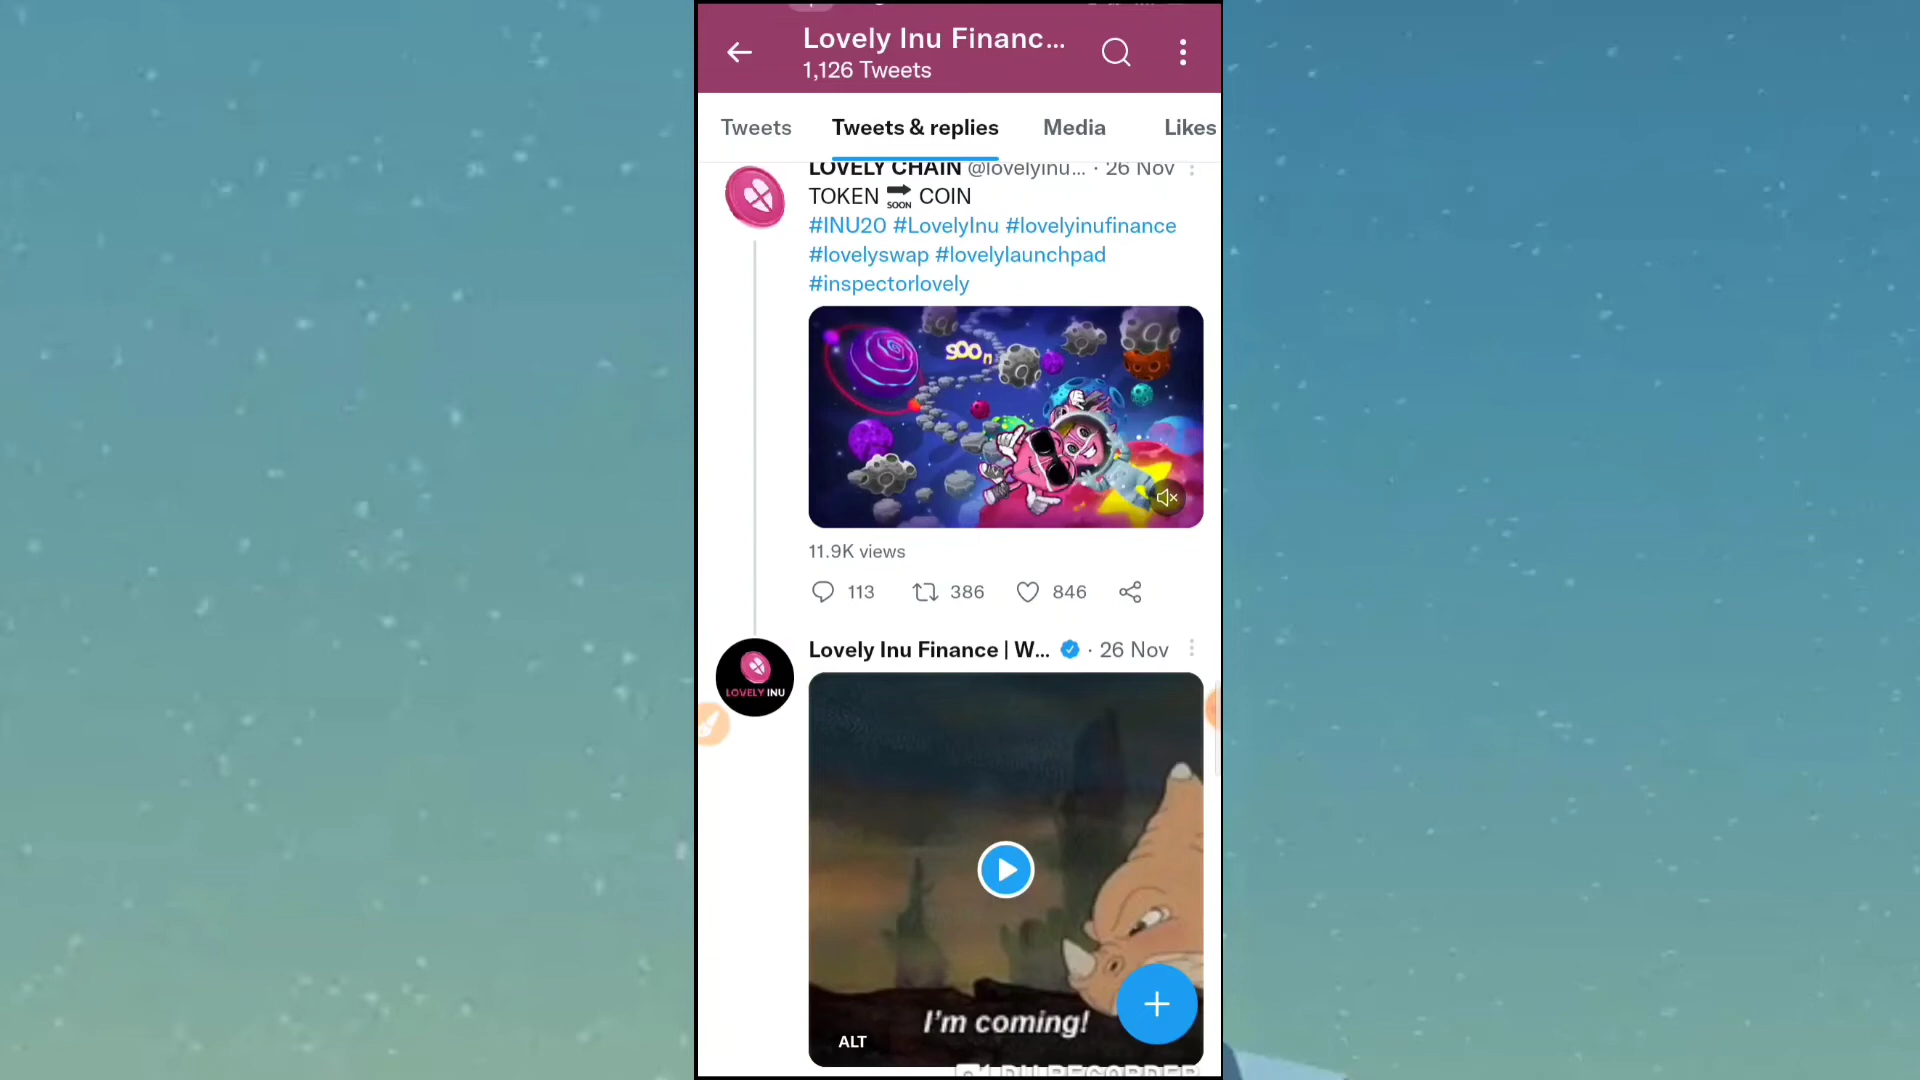 Lovely Inu Financ...
1,126 Tweets
Tweets Tweets & replies Media Likes
LOVELY CHAIN @lovelyinu... · 26 Nov
TOKEN SOON COIN
#INU20 #LovelyInu #lovelyinufinance
#lovelyswap #lovelylaunchpad
#inspectorlovely
soon
11.9K views
113 386 846
Lovely Inu Finance | W... · 26 Nov
LOVELY INU
I'm coming!
ALT
DU RECORDER